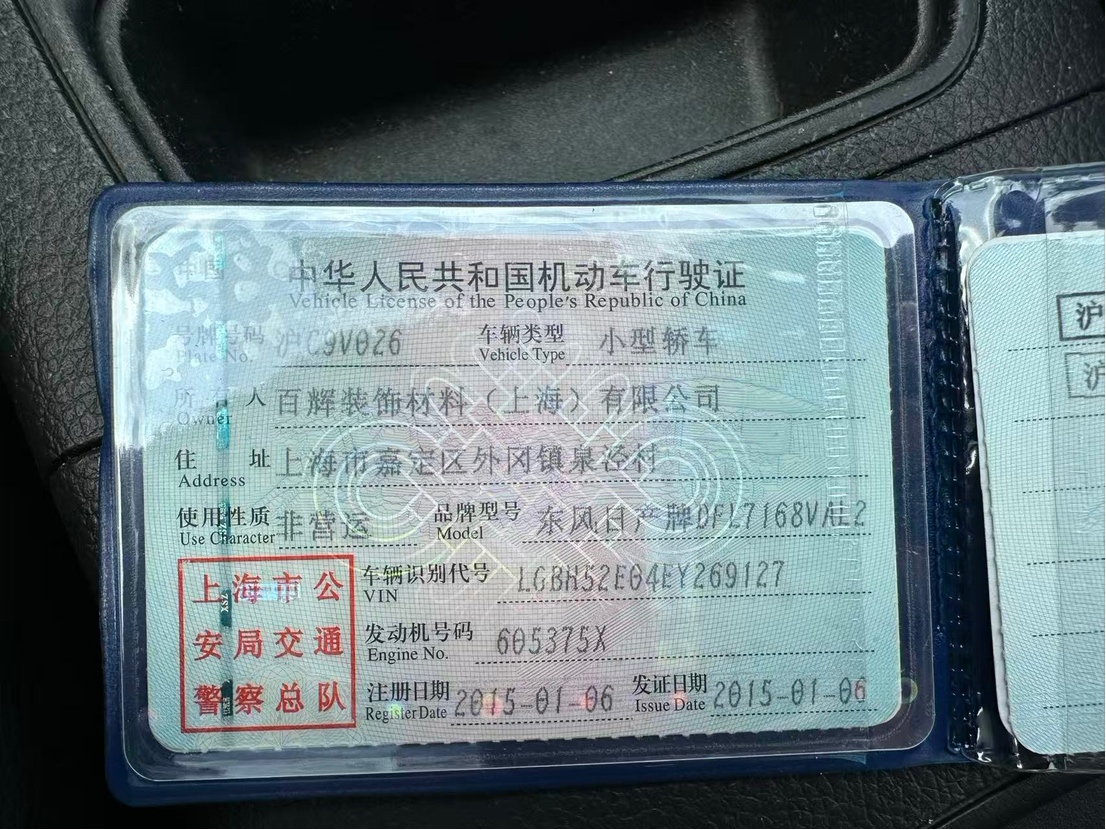 中华人民共和国机动车行驶证
Vehicle License of the People's Republic of China
号牌号码 沪C9V026 车辆类型 小型轿车
Plate No. Vehicle Type
所有人 百辉装饰材料（上海）有限公司
Owner
住址 上海市嘉定区外冈镇泉泾村
Address
使用性质 非营运 品牌型号 东风日产牌DFL7168VAL2
Use Character Model
车辆识别代号 LGBH52E04EY269127
VIN
发动机号码 605375X
Engine No.
注册日期 2015-01-06 发证日期 2015-01-06
Register Date Issue Date
上海市公
安局交通
警察总队
沪
沪